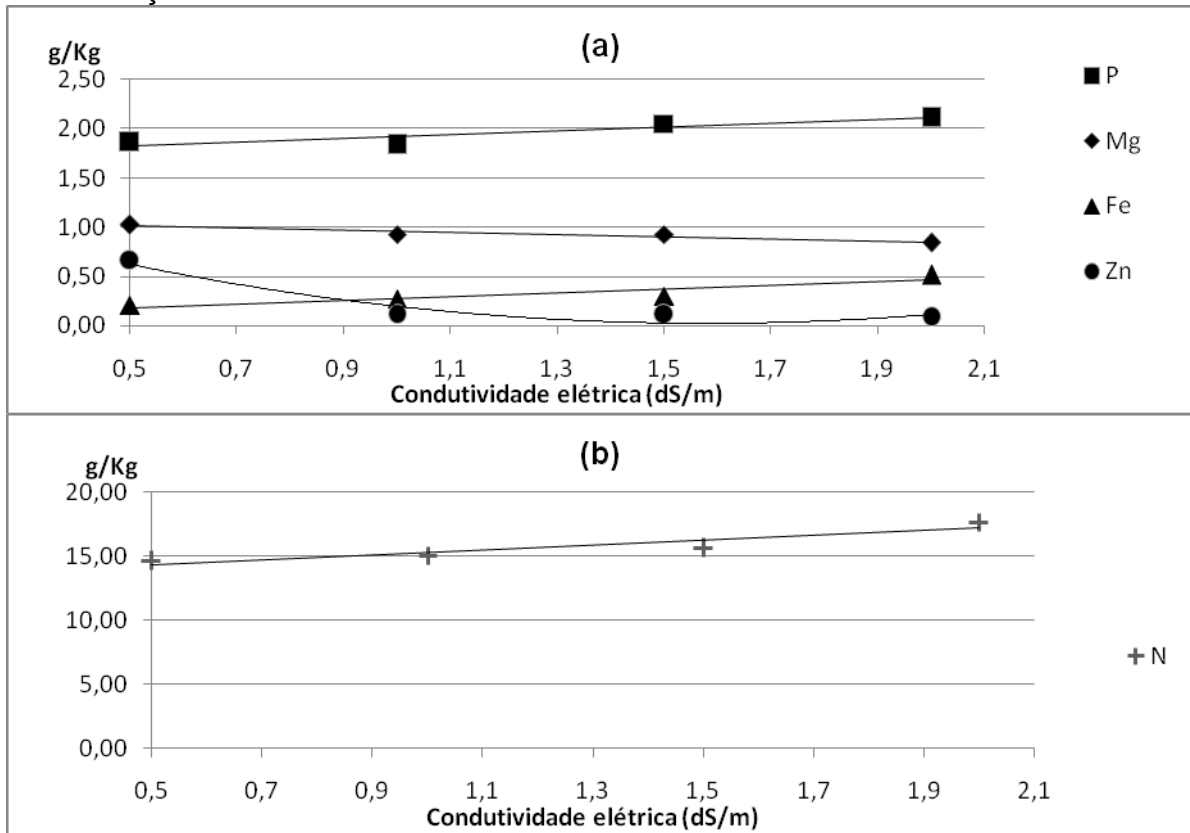 (a)
g/Kg
2,50
2,00
1,50
1,00
0,50
0,00
0,5 0,7 0,9 1,1 1,3 1,5 1,7 1,9 2,1
Condutividade elétrica (dS/m)
P
Mg
Fe
Zn
(b)
g/Kg
20,00
15,00
10,00
5,00
0,00
0,5 0,7 0,9 1,1 1,3 1,5 1,7 1,9 2,1
Condutividade elétrica (dS/m)
N